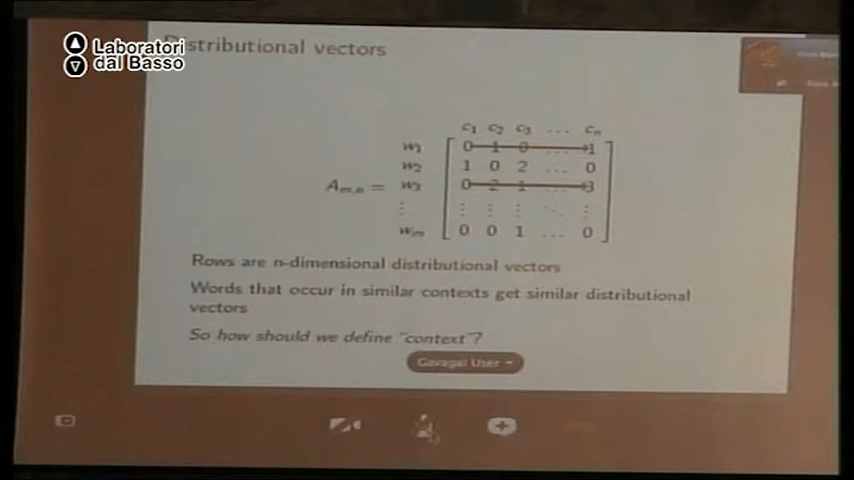 Laboratori
dal Basso
Distributional vectors
c1 c2 c3 ... cn
w1 0 1 0 ... 1
w2 1 0 2 ... 0
Am,n = w3 0 2 1 ... 3
⋮ ⋮ ⋮ ⋮ ⋱ ⋮
wm 0 0 1 ... 0
Rows are n-dimensional distributional vectors
Words that occur in similar contexts get similar distributional
vectors
So how should we define "context"?
Gavagai User